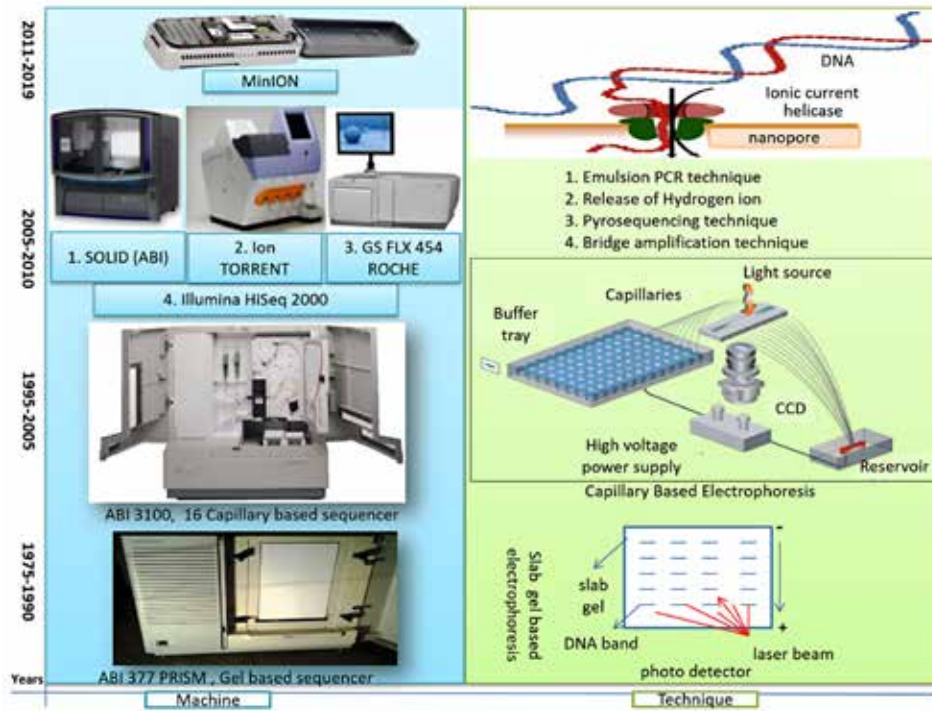 2011-2019
MinION
DNA
Ionic current
helicase
nanopore
2005-2010
1. SOLID (ABI)
2. Ion
TORRENT
3. GS FLX 454
ROCHE
4. Illumina HiSeq 2000
1. Emulsion PCR technique
2. Release of Hydrogen ion
3. Pyrosequencing technique
4. Bridge amplification technique
1995-2005
ABI 3100, 16 Capillary based sequencer
Light source
Capillaries
Buffer
tray
CCD
High voltage
power supply
Reservoir
Capillary Based Electrophoresis
1975-1990
ABI 377 PRISM , Gel based sequencer
Slab gel based
electrophoresis
-
slab
gel
+
DNA band
laser beam
photo detector
Years
Machine
Technique